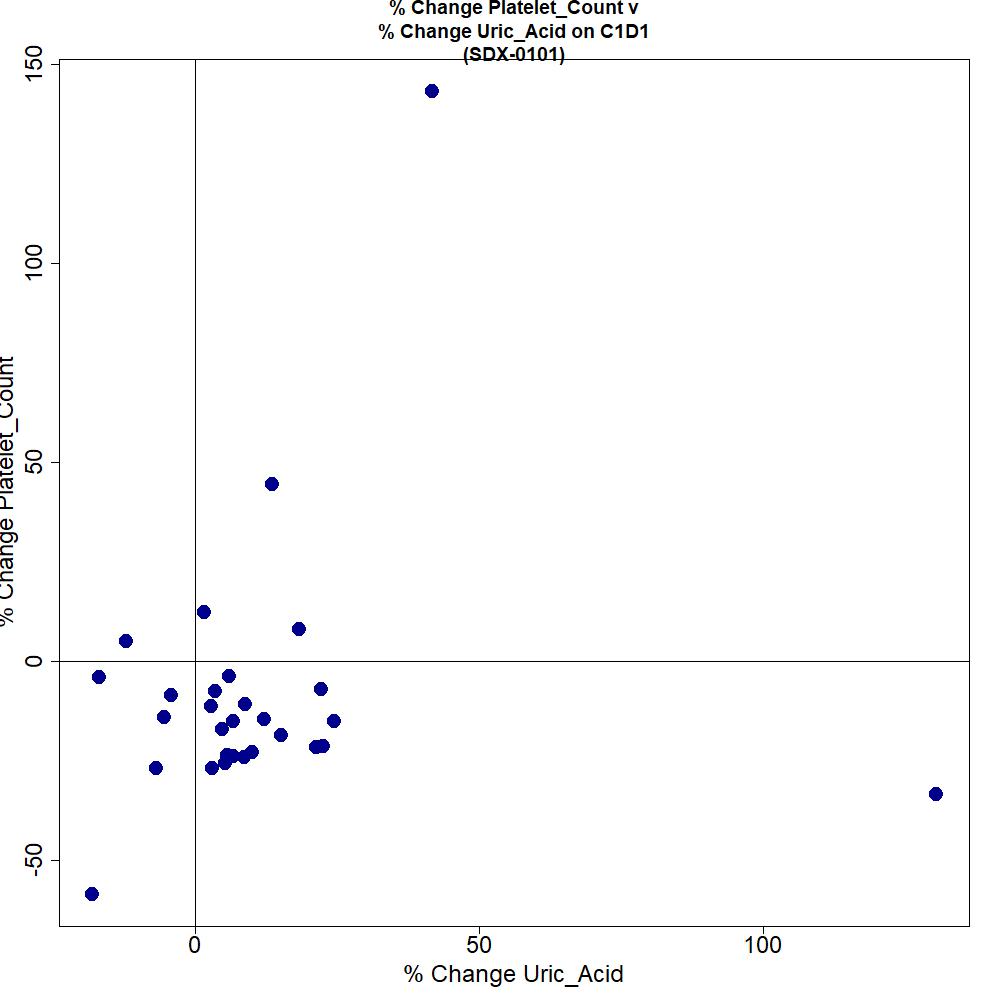 % Change Platelet_Count v
% Change Uric_Acid on C1D1
(SDX-0101)
150
100
50
0
-50
% Change Platelet_Count
0
50
100
% Change Uric_Acid